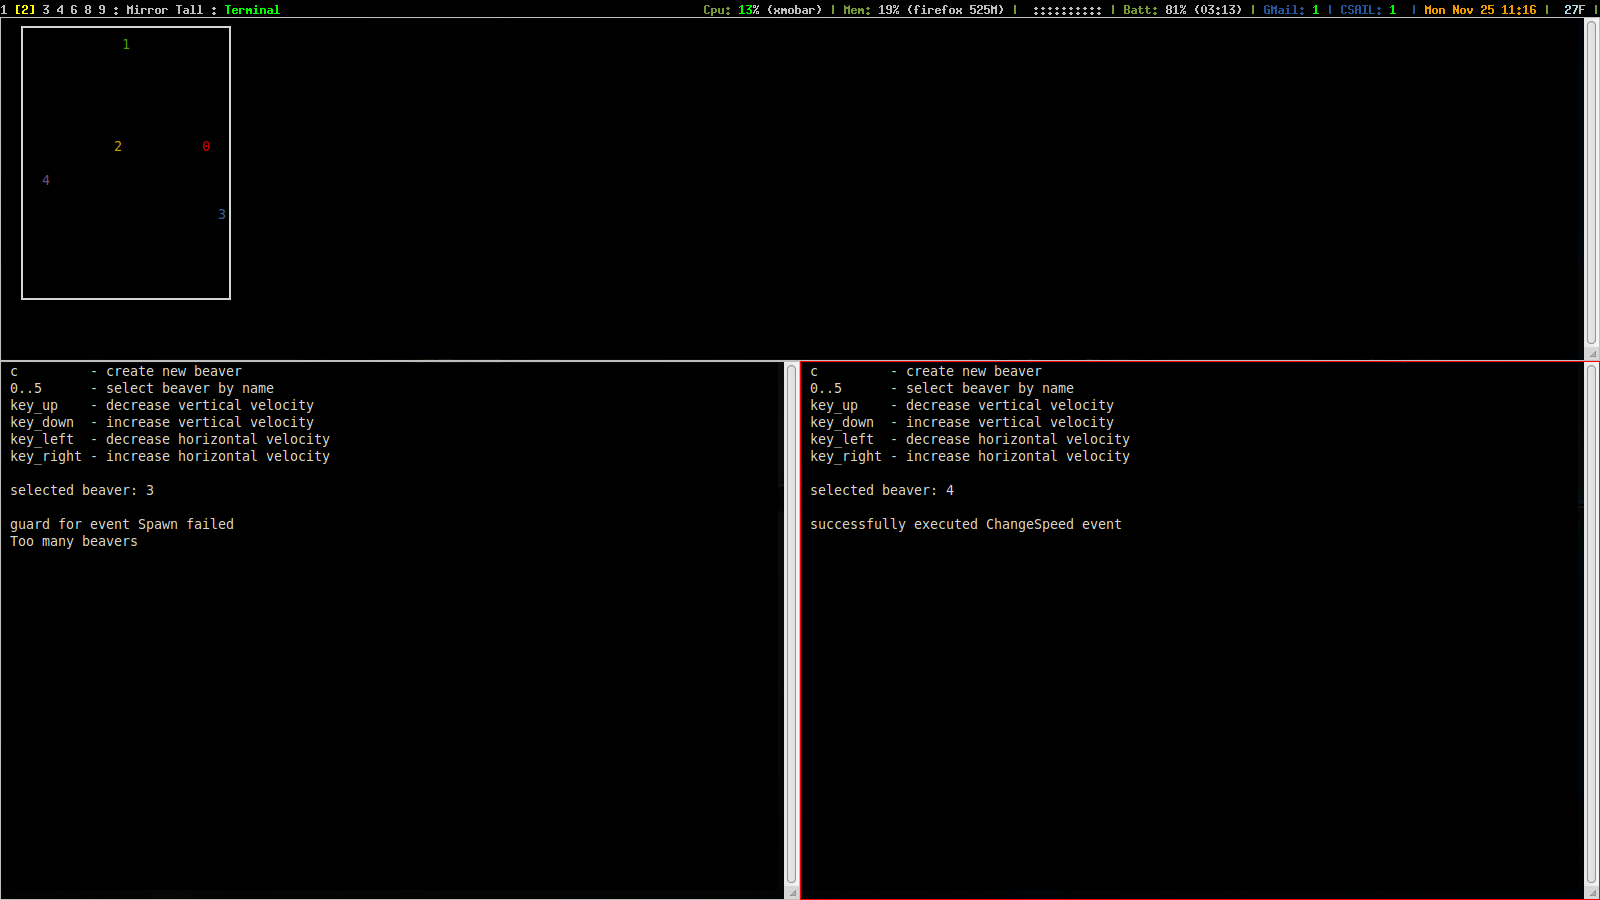 1 [2] 3 4 6 8 9 : Mirror Tall : Terminal Cpu: 13% (xmobar) | Mem: 19% (firefox 525M) | :::::::::: | Batt: 81% (03:13) | GMail: 1 | CSAIL: 1 | Mon Nov 25 11:16 | 27F |
1
2 0
4
3
c - create new beaver
0..5 - select beaver by name
key_up - decrease vertical velocity
key_down - increase vertical velocity
key_left - decrease horizontal velocity
key_right - increase horizontal velocity
selected beaver: 3
guard for event Spawn failed
Too many beavers
c - create new beaver
0..5 - select beaver by name
key_up - decrease vertical velocity
key_down - increase vertical velocity
key_left - decrease horizontal velocity
key_right - increase horizontal velocity
selected beaver: 4
successfully executed ChangeSpeed event